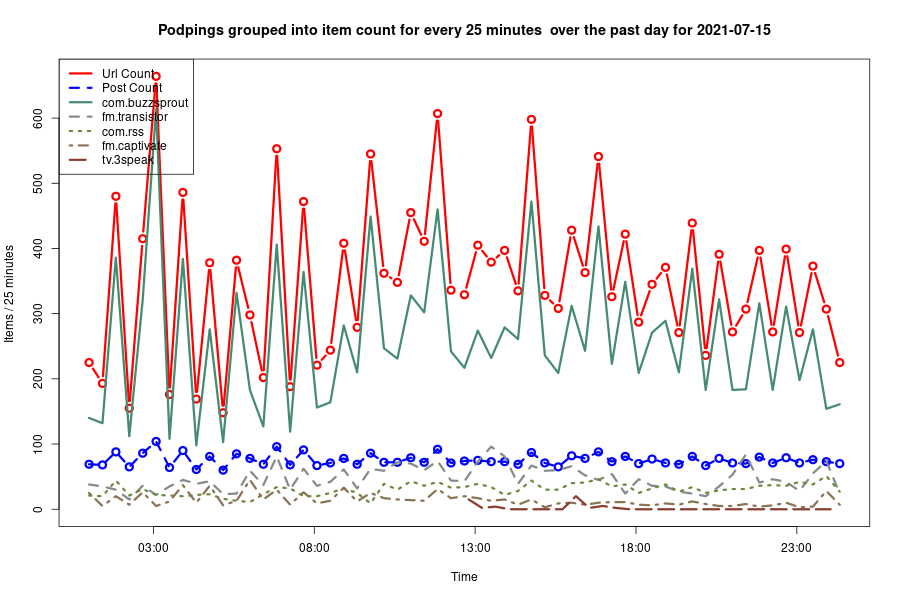 Podpings grouped into item count for every 25 minutes  over the past day for 2021-07-15
Url Count
Post Count
com.buzzsprout
fm.transistor
com.rss
fm.captivate
tv.3speak
600
500
400
300
200
100
0
Items / 25 minutes
03:00 08:00 13:00 18:00 23:00
Time